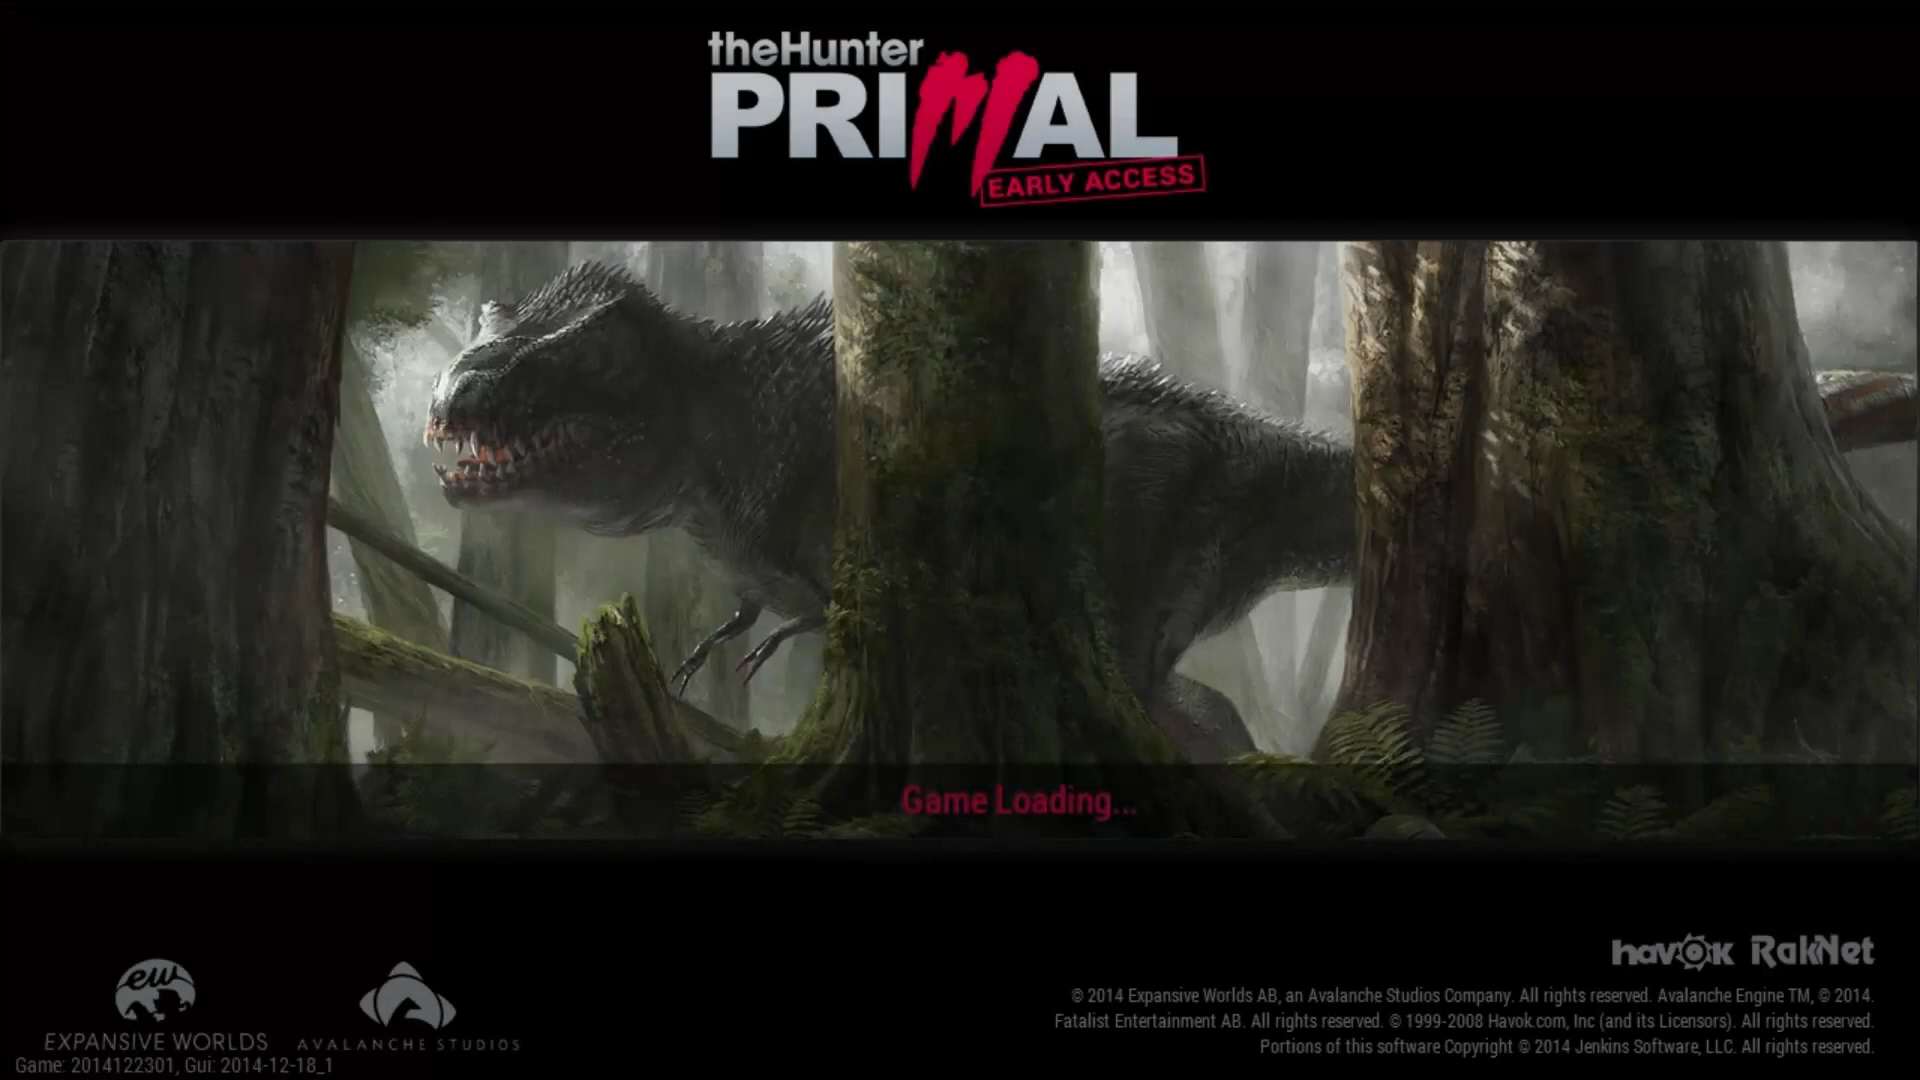 theHunter
PRIMAL
EARLY ACCESS
Game Loading...
havok RakNet
ew
EXPANSIVE WORLDS AVALANCHE STUDIOS
© 2014 Expansive Worlds AB, an Avalanche Studios Company. All rights reserved. Avalanche Engine TM, © 2014.
Fatalist Entertainment AB. All rights reserved. © 1999-2008 Havok.com, Inc (and its Licensors). All rights reserved.
Portions of this software Copyright © 2014 Jenkins Software, LLC. All rights reserved.
Game: 2014122301, Gui: 2014-12-18_1